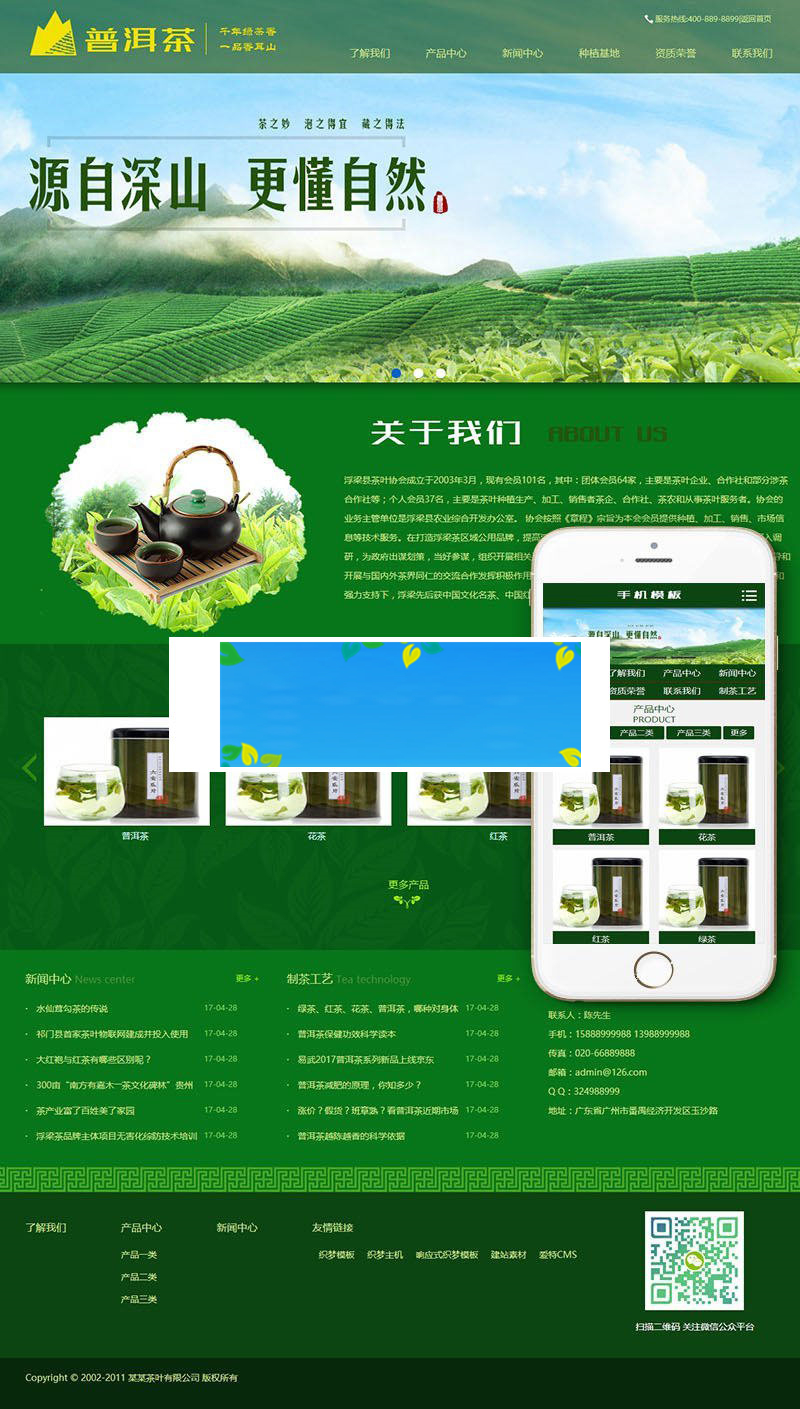 普洱茶
千年绿茶香
一品香茗山
服务热线:400-889-8899|返回首页
了解我们 产品中心 新闻中心 种植基地 资质荣誉 联系我们
茶之妙 泡之得宜 藏之得法
源自深山 更懂自然
关于我们 ABOUT US
浮梁县茶叶协会成立于2003年3月，现有会员101名，其中：团体会员64家，主要是茶叶企业、合作社和部分涉茶
合作社等；个人会员37名，主要是茶叶种植生产、加工、销售者茶企、合作社、茶农和从事茶叶服务者。协会的
业务主管单位是浮梁县农业综合开发办公室。 协会按照《章程》宗旨为本会会员提供种植、加工、销售、市场信
息等技术服务。在打造浮梁茶区域公用品牌，提高
入调
研，为政府出谋划策，当好参谋，组织开展相关
开展与国内外茶界同仁的交流合作发挥积极作用
强力支持下，浮梁先后获中国文化名茶、中国
手机模板
源自深山 更懂自然
了解我们 产品中心 新闻中心
资质荣誉 联系我们 制茶工艺
产品中心
PRODUCT
产品二类 产品三类 更多
普洱茶 花茶
红茶 绿茶
普洱茶 花茶 红茶
更多产品
新闻中心 News center 更多 +
· 水仙茸勾茶的传说 17-04-28
· 祁门县首家茶叶物联网建成并投入使用 17-04-28
· 大红袍与红茶有哪些区别呢？ 17-04-28
· 300亩“南方有嘉木一茶文化碑林”贵州 17-04-28
· 茶产业富了百姓美了家园 17-04-28
· 浮梁茶品牌主体项目无害化综防技术培训 17-04-28
制茶工艺 Tea technology 更多 +
· 绿茶、红茶、花茶、普洱茶，哪种对身体 17-04-28
· 普洱茶保健功效科学读本 17-04-28
· 易武2017普洱茶系列新品上线京东 17-04-28
· 普洱茶减肥的原理，你知多少？ 17-04-28
· 涨价？假货？班章熟？看普洱茶近期市场 17-04-28
· 普洱茶越陈越香的科学依据 17-04-28
联系人：陈先生
手机：15888999988 13988999988
传真：020-66889888
邮箱：admin@126.com
Q Q：324988999
地址：广东省广州市番禺经济开发区玉沙路
了解我们 产品中心 新闻中心 友情链接
产品一类
产品二类
产品三类
织梦模板 织梦主机 响应式织梦模板 建站素材 爱特CMS
扫描二维码 关注微信公众平台
Copyright © 2002-2011 某某茶叶有限公司 版权所有